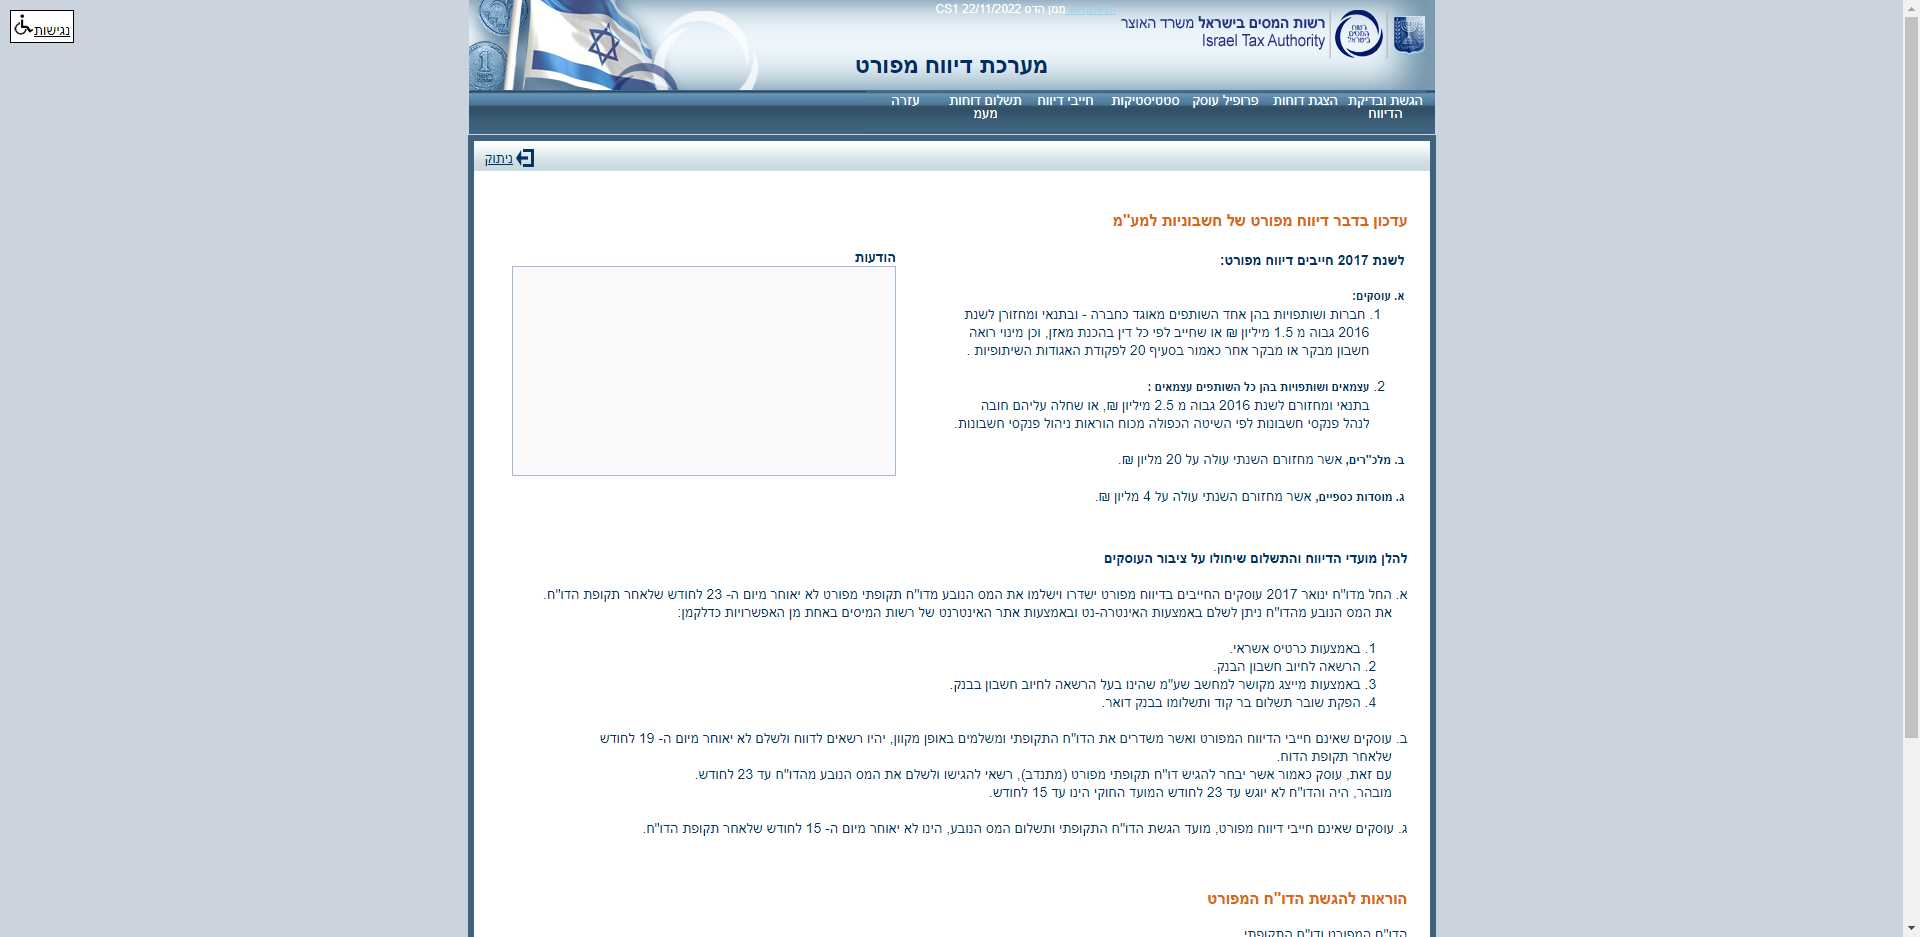 נגישות
ממן הדס 22/11/2022 CS1
רשות המסים בישראל משרד האוצר
Israel Tax Authority
רשות
המסים
בישראל
מערכת דיווח מפורט
הגשת ובדיקת הדיווח
הצגת דוחות
פרופיל עוסק
סטטיסטיקות
חייבי דיווח
תשלום דוחות מעמ
עזרה
ניתוק
עדכון בדבר דיווח מפורט של חשבוניות למע"מ
לשנת 2017 חייבים דיווח מפורט:
הודעות
א. עוסקים:
1. חברות ושותפויות בהן אחד השותפים מאוגד כחברה - ובתנאי ומחזורן לשנת
2016 גבוה מ 1.5 מיליון ₪ או שחייב לפי כל דין בהכנת מאזן, וכן מינוי רואה
חשבון מבקר או מבקר אחר כאמור בסעיף 20 לפקודת האגודות השיתופיות .
2. עצמאים ושותפויות בהן כל השותפים עצמאים :
בתנאי ומחזורם לשנת 2016 גבוה מ 2.5 מיליון ₪, או שחלה עליהם חובה
לנהל פנקסי חשבונות לפי השיטה הכפולה מכוח הוראות ניהול פנקסי חשבונות.
ב. מלכ"רים, אשר מחזורם השנתי עולה על 20 מליון ₪.
ג. מוסדות כספיים, אשר מחזורם השנתי עולה על 4 מליון ₪.
להלן מועדי הדיווח והתשלום שיחולו על ציבור העוסקים
א. החל מדו"ח ינואר 2017 עוסקים החייבים בדיווח מפורט ישדרו וישלמו את המס הנובע מדו"ח תקופתי מפורט לא יאוחר מיום ה- 23 לחודש שלאחר תקופת הדו"ח.
את המס הנובע מהדו"ח ניתן לשלם באמצעות האינטרה-נט ובאמצעות אתר האינטרנט של רשות המיסים באחת מן האפשרויות כדלקמן:
1. באמצעות כרטיס אשראי.
2. הרשאה לחיוב חשבון הבנק.
3. באמצעות מייצג מקושר למחשב שע"מ שהינו בעל הרשאה לחיוב חשבון בבנק.
4. הפקת שובר תשלום בר קוד ותשלומו בבנק דואר.
ב. עוסקים שאינם חייבי הדיווח המפורט ואשר משדרים את הדו"ח התקופתי ומשלמים באופן מקוון, יהיו רשאים לדווח ולשלם לא יאוחר מיום ה- 19 לחודש
שלאחר תקופת הדוח.
עם זאת, עוסק כאמור אשר יבחר להגיש דו"ח תקופתי מפורט (מתנדב), רשאי להגישו ולשלם את המס הנובע מהדו"ח עד 23 לחודש.
מובהר, היה והדו"ח לא יוגש עד 23 לחודש המועד החוקי הינו עד 15 לחודש.
ג. עוסקים שאינם חייבי דיווח מפורט, מועד הגשת הדו"ח התקופתי ותשלום המס הנובע, הינו לא יאוחר מיום ה- 15 לחודש שלאחר תקופת הדו"ח.
הוראות להגשת הדו"ח המפורט
הדו"ח המפורט ודו"ח התקופתי